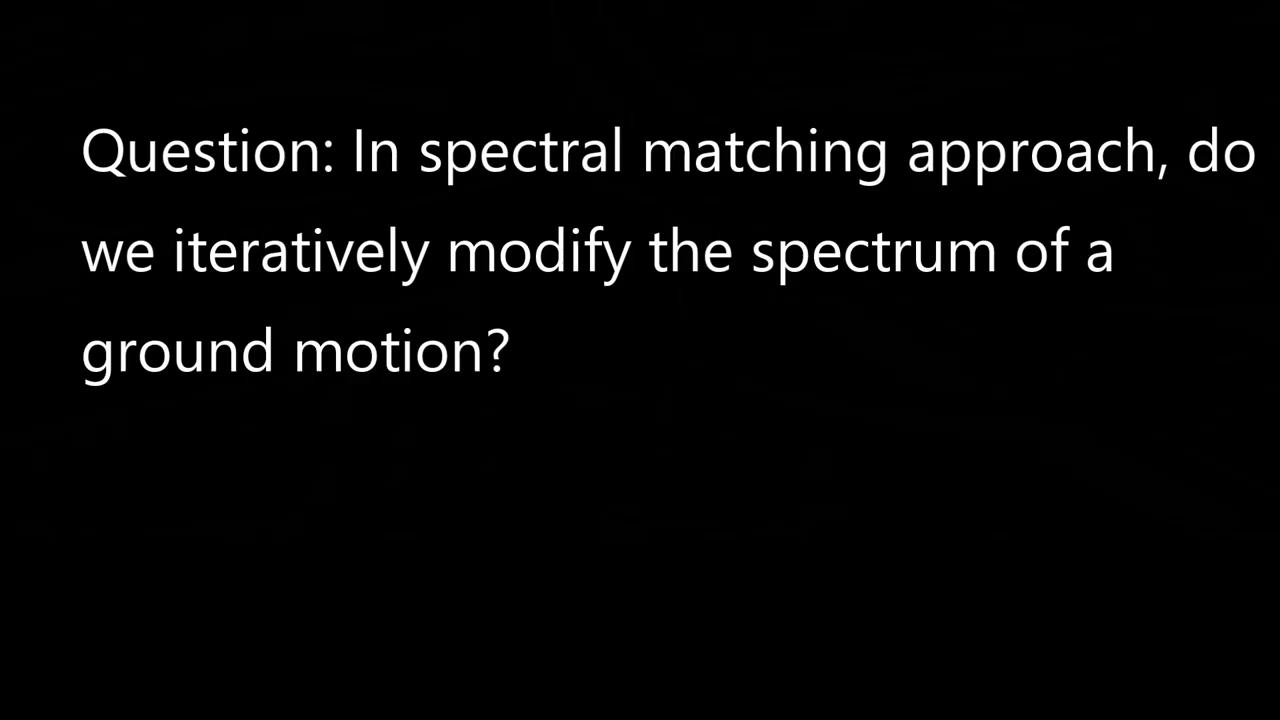 Question: In spectral matching approach, do
we iteratively modify the spectrum of a
ground motion?